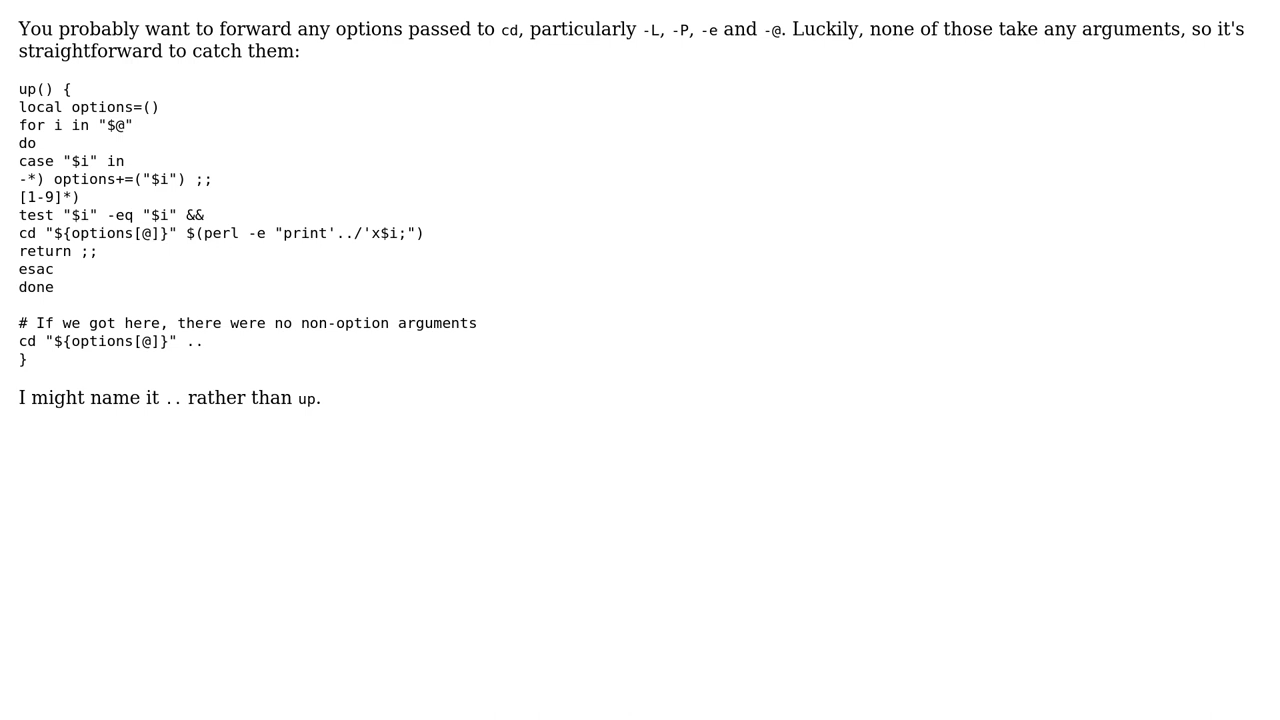 You probably want to forward any options passed to cd, particularly -L, -P, -e and -@. Luckily, none of those take any arguments, so it's
straightforward to catch them:
up() {
local options=()
for i in "$@"
do
case "$i" in
-*) options+=("$i") ;;
[1-9]*)
test "$i" -eq "$i" &&
cd "${options[@]}" $(perl -e "print'../'x$i;")
return ;;
esac
done
# If we got here, there were no non-option arguments
cd "${options[@]}" ..
}
I might name it .. rather than up.